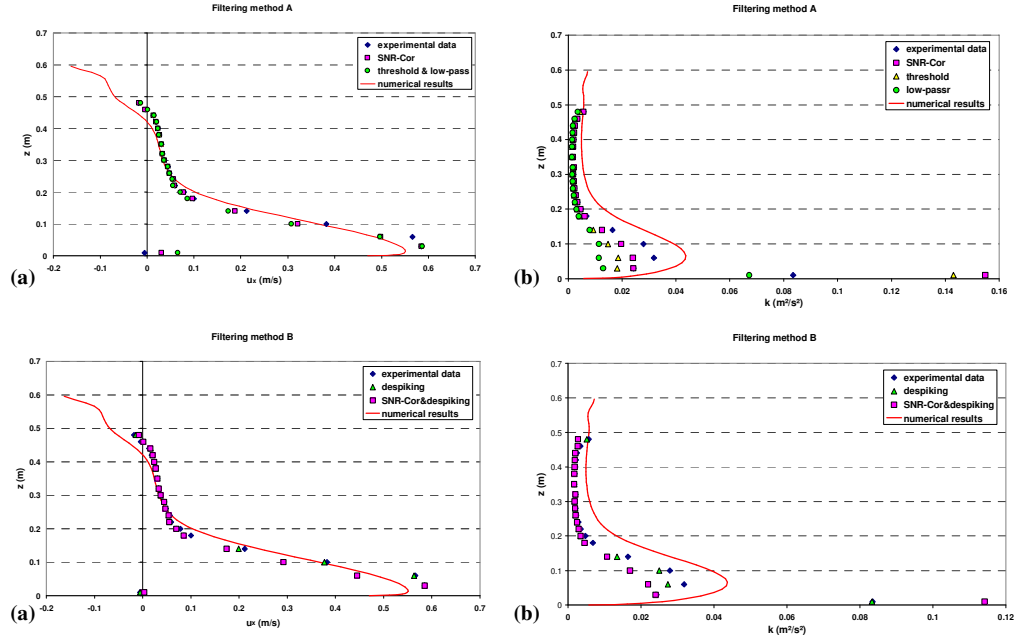 Filtering method A
0.7
0.6
0.5
0.4
0.3
0.2
0.1
0
z (m)
-0.2 -0.1 0 0.1 0.2 0.3 0.4 0.5 0.6 0.7
uₓ (m/s)
experimental data
SNR-Cor
threshold & low-pass
numerical results
(a)
Filtering method A
0.7
0.6
0.5
0.4
0.3
0.2
0.1
0
z (m)
0 0.02 0.04 0.06 0.08 0.1 0.12 0.14 0.16
k (m²/s²)
experimental data
SNR-Cor
threshold
low-passr
numerical results
(b)
Filtering method B
0.7
0.6
0.5
0.4
0.3
0.2
0.1
0
z (m)
-0.2 -0.1 0 0.1 0.2 0.3 0.4 0.5 0.6 0.7
uₓ (m/s)
experimental data
despiking
SNR-Cor&despiking
numerical results
(a)
Filtering method B
0.7
0.6
0.5
0.4
0.3
0.2
0.1
0
z (m)
0 0.02 0.04 0.06 0.08 0.1 0.12
k (m²/s²)
experimental data
despiking
SNR-Cor&despiking
numerical results
(b)